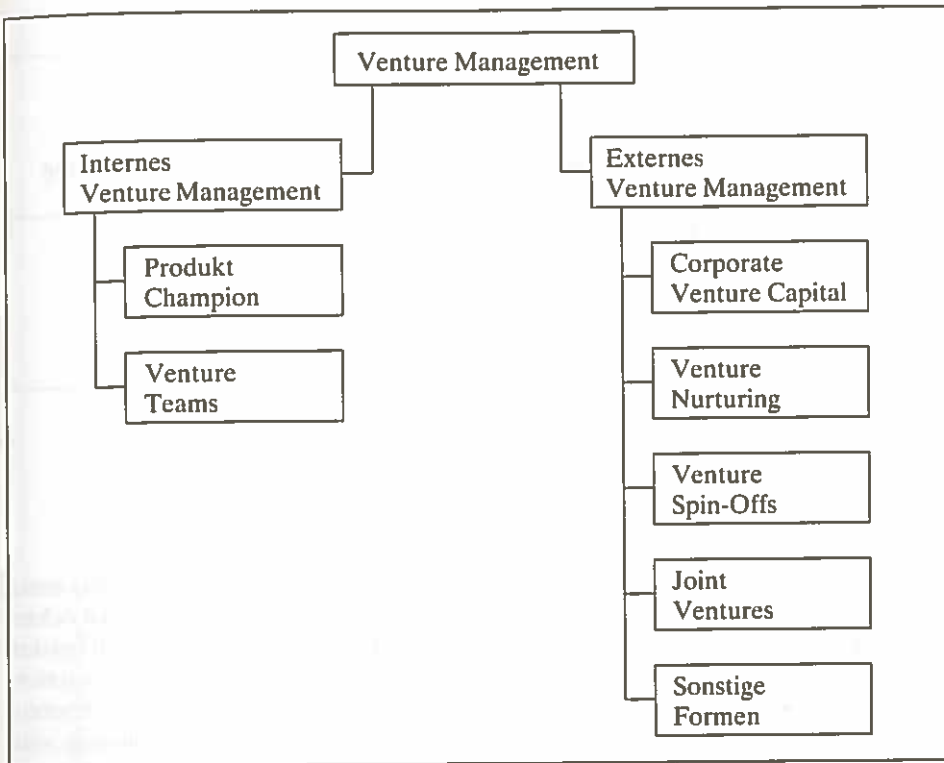 Venture Management
Internes
Venture Management
Produkt
Champion
Venture
Teams
Externes
Venture Management
Corporate
Venture Capital
Venture
Nurturing
Venture
Spin-Offs
Joint
Ventures
Sonstige
Formen